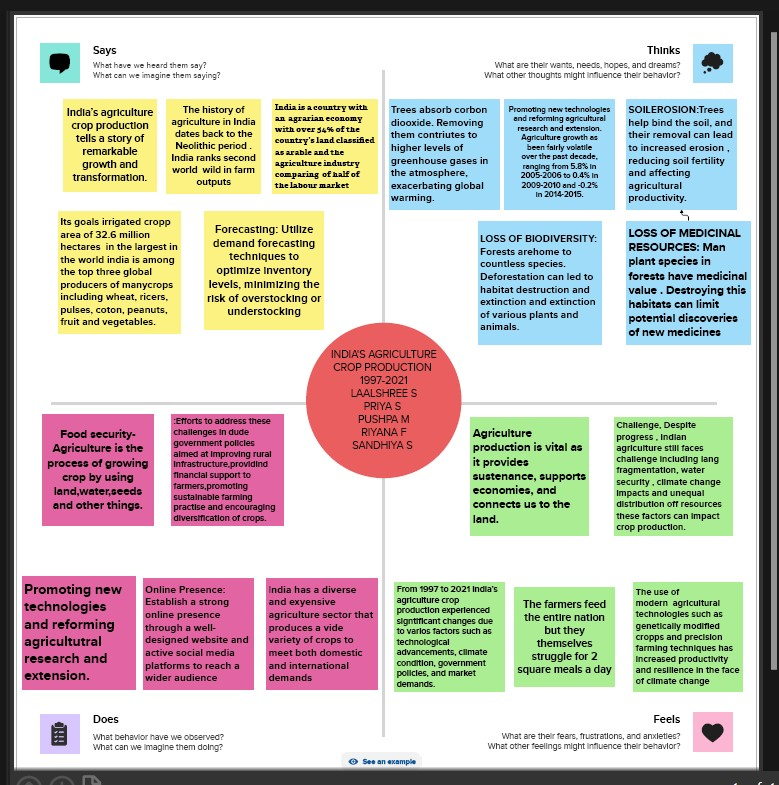 Says
What have we heard them say?
What can we imagine them saying?
Thinks
What are their wants, needs, hopes, and dreams?
What other thoughts might influence their behavior?
India's agriculture
crop production
tells a story of
remarkable
growth and
transformation.
The history of
agriculture in India
dates back to the
Neolithic period .
India ranks second
world wild in farm
outputs
India is a country with
an agrarian economy
with over 54% of the
country's land classified
as arable and the
agriculture industry
comparing of half of
the labour market
Trees absorb corbon
diooxide. Removing
them contriutes to
higher levels of
greenhouse gases in
the atmosphere,
exacerbating global
warming.
Promoting new technologies
and reforming agricultural
research and extension.
Agriculture growth as
been fairly volatile
over the past decade,
ranging from 5.8% in
2005-2006 to 0.4% in
2009-2010 and -0.2%
in 2014-2015.
SOILEROSION:Trees
help bind the soil, and
their removal can lead
to increased erosion ,
reducing soil fertility
and affecting
agricultural
productivity.
Its goals irrigated cropp
area of 32.6 million
hectares in the largest in
the world india is among
the top three global
producers of manycrops
including wheat, ricers,
pulses, coton, peanuts,
fruit and vegetables.
Forecasting: Utilize
demand forecasting
techniques to
optimize inventory
levels, minimizing the
risk of overstocking or
understocking
LOSS OF BIODIVERSITY:
Forests arehome to
countless species.
Deforestation can led to
habitat destruction and
extinction and extinction
of various plants and
animals.
LOSS OF MEDICINAL
RESOURCES: Man
plant species in
forests have medicinal
value . Destroying this
habitats can limit
potential discoveries
of new medicines
INDIA'S AGRICULTURE
CROP PRODUCTION
1997-2021
LAALSHREE S
PRIYA S
PUSHPA M
RIYANA F
SANDHIYA S
Food security-
Agriculture is the
process of growing
crop by using
land,water,seeds
and other things.
:Efforts to address these
challenges in dude
government policies
aimed at improving rural
infrastructure,providind
financial support to
farmers,promoting
sustainable farming
practise and encouraging
diversification of crops.
Agriculture
production is vital as
it provides
sustenance, supports
economies, and
connects us to the
land.
Challenge, Despite
progress , indian
agriculture still faces
challenge including lang
fragmentation, water
security , climate change
impacts and unequal
distribution off resources
these factors can impact
crop production.
Promoting new
technologies
and reforming
agricultutral
research and
extension.
Online Presence:
Establish a strong
online presence
through a well-
designed website and
active social media
platforms to reach a
wider audience
India has a diverse
and exyensive
agriculture sector that
produces a vide
variety of crops to
meet both domestic
and international
demands
From 1997 to 2021 india's
agriculture crop
production experienced
significant changes due
to varios factors such as
technological
advancements, climate
condition, government
policies, and market
demands.
The farmers feed
the entire nation
but they
themselves
struggle for 2
square meals a day
The use of
modern agricultural
technologies such as
genetically modified
cropps and precision
farming techniques has
increased productivity
and resilience in the face
of climate change
Does
What behavior have we observed?
What can we imagine them doing?
Feels
What are their fears, frustrations, and anxieties?
What other feelings might influence their behavior?
See an example